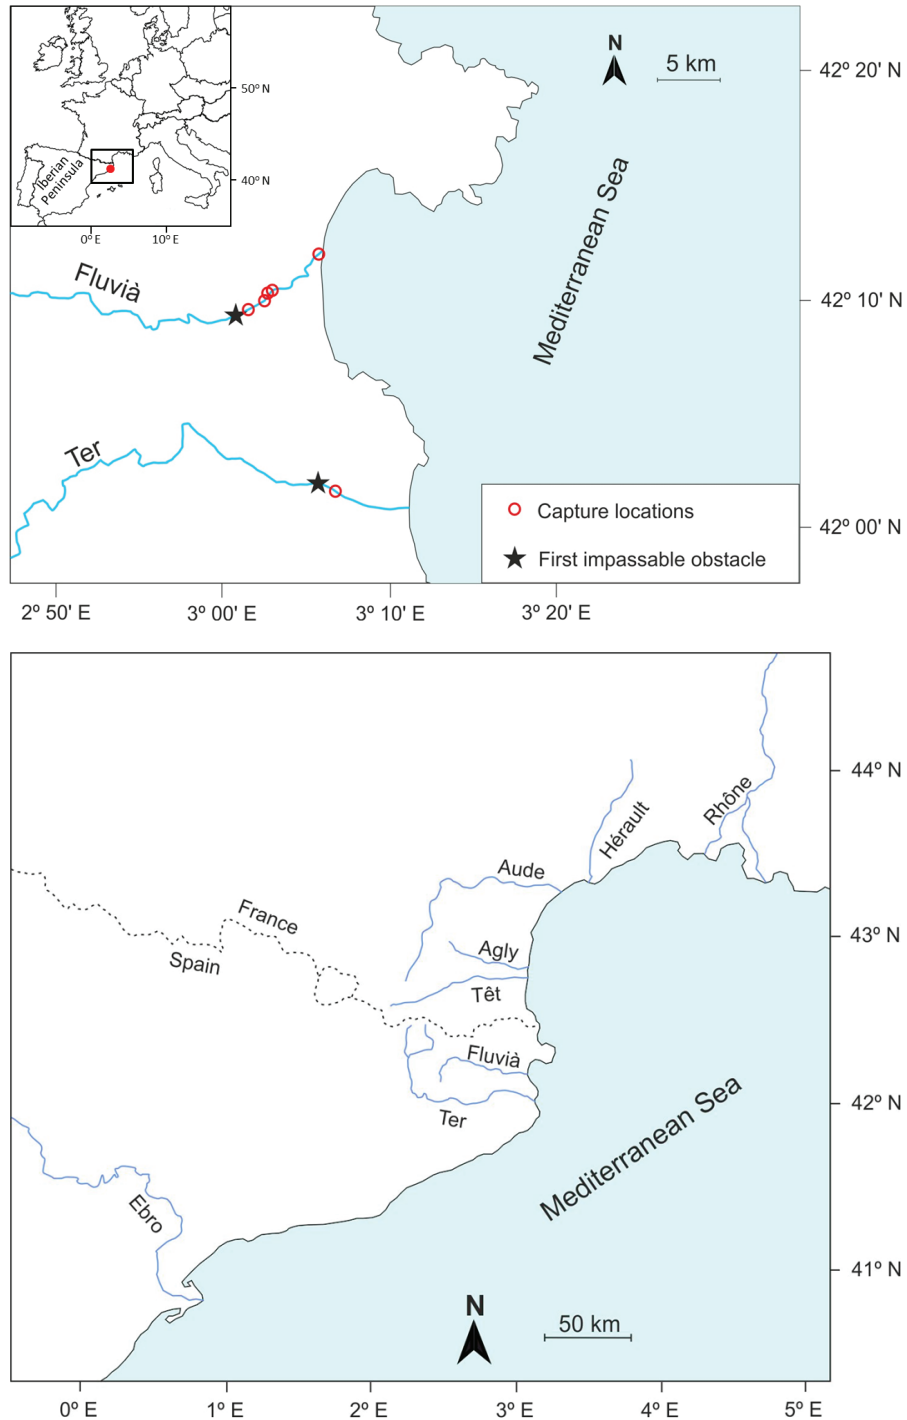 N
5 km
42º 20' N
50º N
Iberian
Peninsula
40º N
0º E
10º E
Mediterranean Sea
Fluvià
42º 10' N
Ter
Capture locations
42º 00' N
First impassable obstacle
2º 50' E
3º 00' E
3º 10' E
3º 20' E
44º N
Rhône
Hérault
Aude
France
43º N
Agly
Spain
Têt
Fluvià
42º N
Ter
Mediterranean Sea
Ebro
41º N
N
50 km
0º E
1º E
2º E
3º E
4º E
5º E